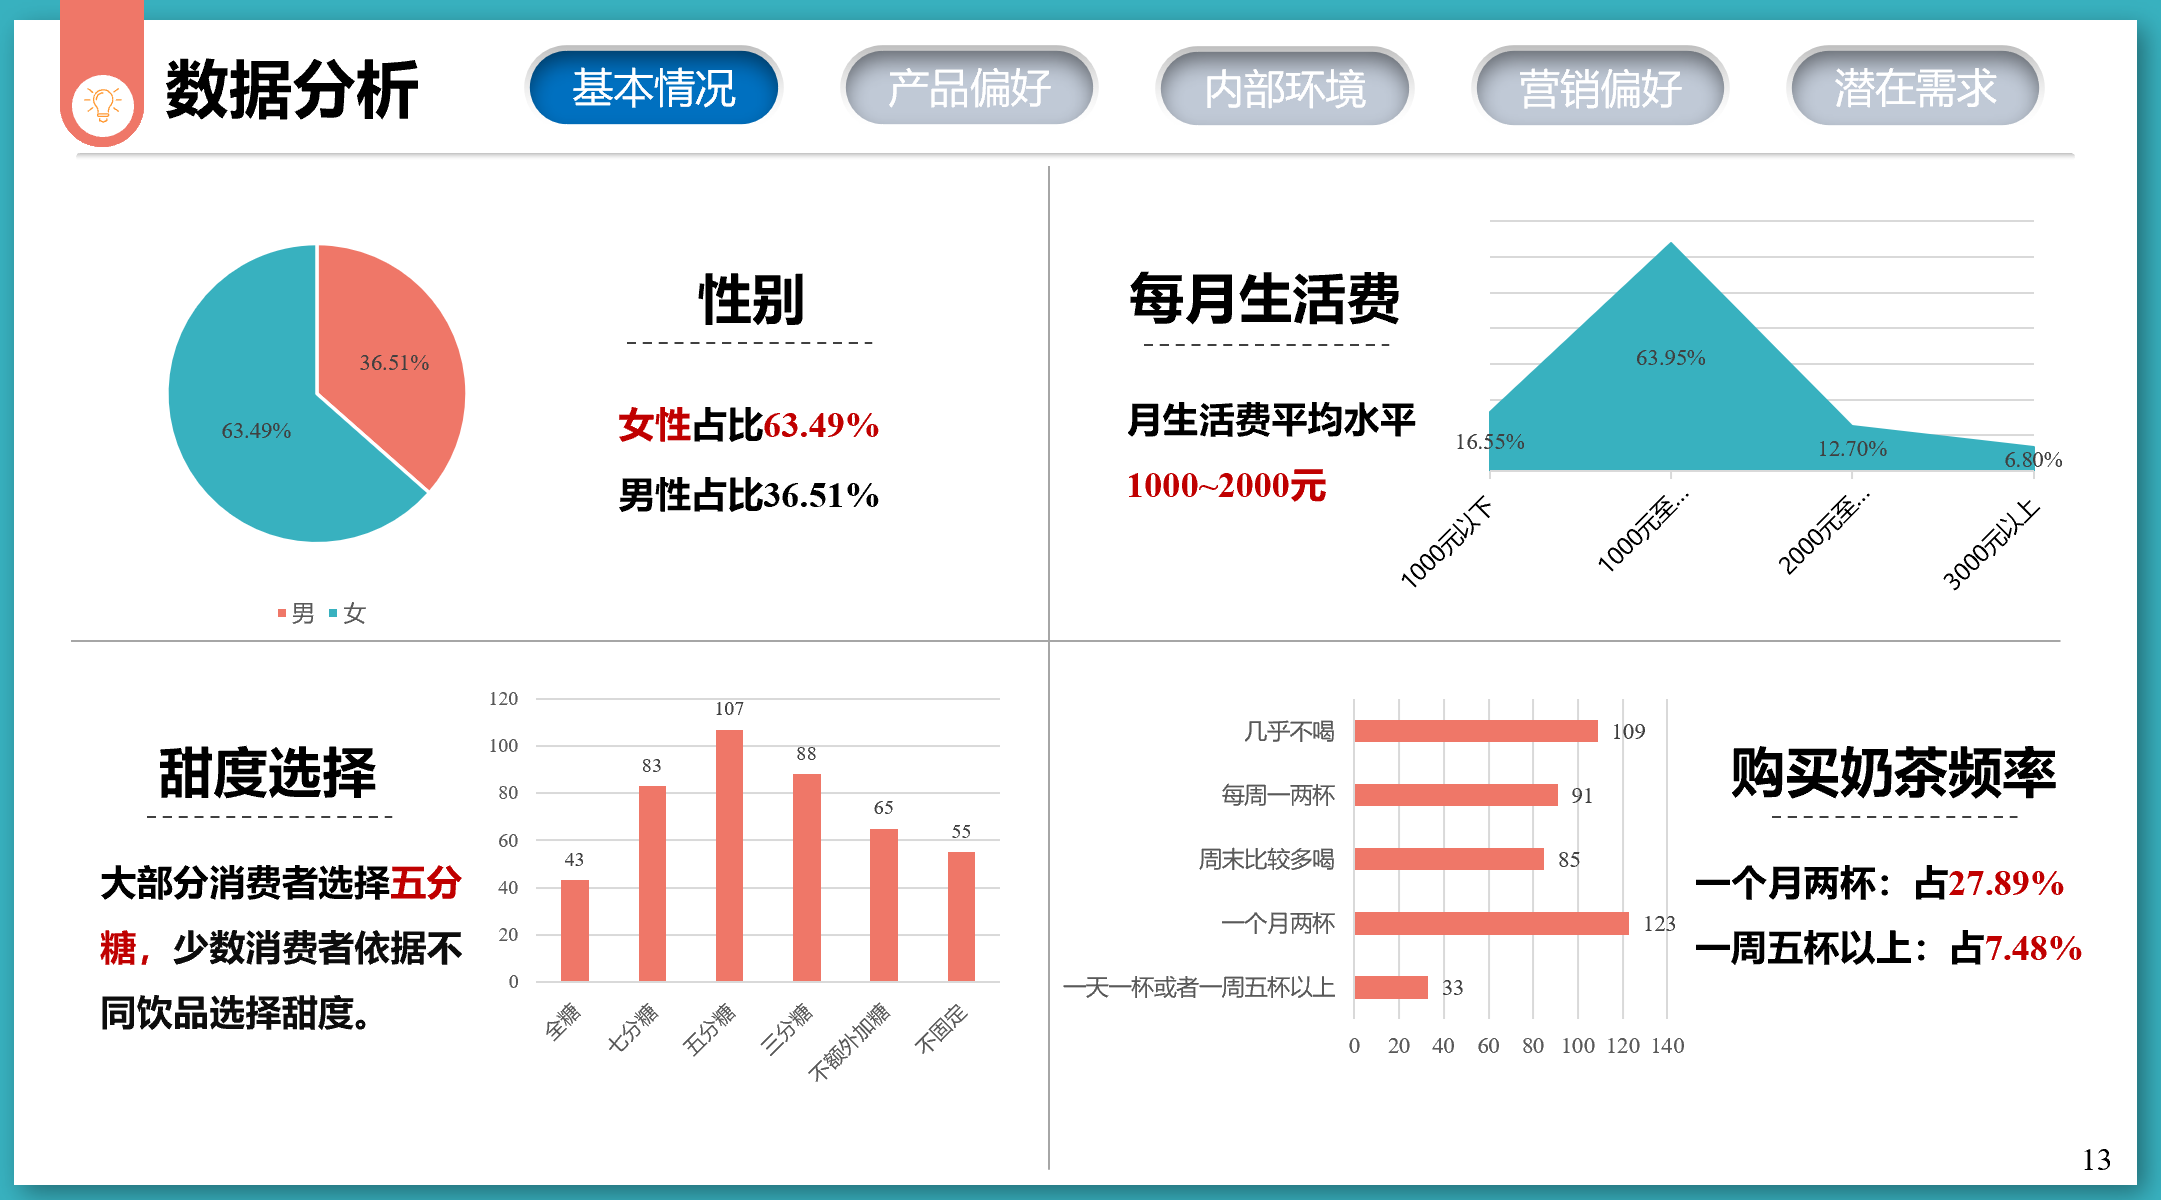 数据分析
基本情况
产品偏好
内部环境
营销偏好
潜在需求
36.51%
63.49%
男 女
性别
女性占比63.49%
男性占比36.51%
每月生活费
月生活费平均水平
1000~2000元
16.55%
63.95%
12.70%
6.80%
1000元以下
1000元至...
2000元至...
3000元以上
甜度选择
大部分消费者选择五分
糖，少数消费者依据不
同饮品选择甜度。
120
100
80
60
40
20
0
43
83
107
88
65
55
全糖
七分糖
五分糖
三分糖
不额外加糖
不固定
几乎不喝 109
每周一两杯 91
周末比较多喝 85
一个月两杯 123
一天一杯或者一周五杯以上 33
0 20 40 60 80 100 120 140
购买奶茶频率
一个月两杯：占27.89%
一周五杯以上：占7.48%
13